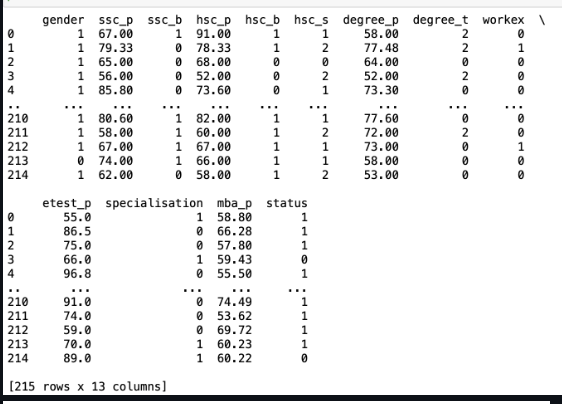 gender ssc_p ssc_b hsc_p hsc_b hsc_s degree_p degree_t workex \
0 1 67.00 1 91.00 1 1 58.00 2 0
1 1 79.33 0 78.33 1 2 77.48 2 1
2 1 65.00 0 68.00 0 0 64.00 0 0
3 1 56.00 0 52.00 0 2 52.00 2 0
4 1 85.80 0 73.60 0 1 73.30 0 0
.. ... ... ... ... ... ... ... ... ...
210 1 80.60 1 82.00 1 1 77.60 0 0
211 1 58.00 1 60.00 1 2 72.00 2 0
212 1 67.00 1 67.00 1 1 73.00 0 1
213 0 74.00 1 66.00 1 1 58.00 0 0
214 1 62.00 0 58.00 1 2 53.00 0 0
etest_p specialisation mba_p status
0 55.0 1 58.80 1
1 86.5 0 66.28 1
2 75.0 0 57.80 1
3 66.0 1 59.43 0
4 96.8 0 55.50 1
.. ... ... ... ...
210 91.0 0 74.49 1
211 74.0 0 53.62 1
212 59.0 0 69.72 1
213 70.0 1 60.23 1
214 89.0 1 60.22 0
[215 rows x 13 columns]